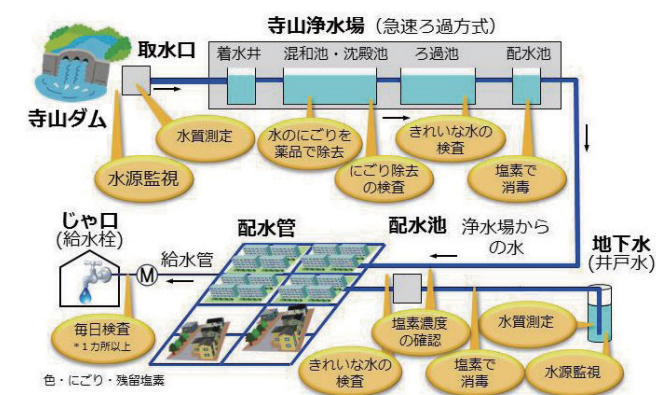 寺山浄水場（急速ろ過方式）
取水口
着水井
混和池・沈殿池
ろ過池
配水池
寺山ダム
水質測定
水源監視
水のにごりを
薬品で除去
にごり除去
の検査
きれいな水の
検査
塩素で
消毒
じゃ口
(給水栓)
給水管
M
配水管
配水池
浄水場から
の水
地下水
(井戸水)
毎日検査
*１カ所以上
塩素濃度
の確認
水質測定
きれいな水の
検査
塩素で
消毒
水源監視
色・にごり・残留塩素